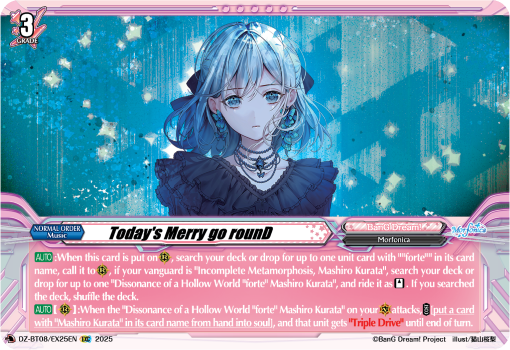 3
GRADE
NORMAL ORDER
Music
Today's Merry go rounD
BanG Dream!
Morfonica
Morfonica
AUTO:When this card is put on, search your deck or drop for up to one unit card with ""forte"" in its card
name, call it to, if your vanguard is "Incomplete Metamorphosis, Mashiro Kurata", search your deck or
drop for up to one "Dissonance of a Hollow World "forte" Mashiro Kurata", and ride it as. If you searched
the deck, shuffle the deck.
AUTO 1:When the "Dissonance of a Hollow World "forte" Mashiro Kurata" on your attacks, put a card
with "Mashiro Kurata" in its card name from hand into soul], and that unit gets "Triple Drive" until end of turn.
DZ-BT08/EX25EN 2025
©BanG Dream! Project illust/